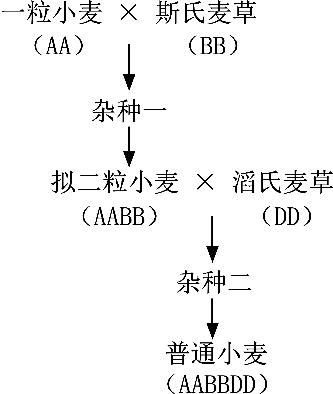 一粒小麦 × 斯氏麦草
(AA) (BB)
杂种一
拟二粒小麦 × 滔氏麦草
(AABB) (DD)
杂种二
普通小麦
(AABBDD)